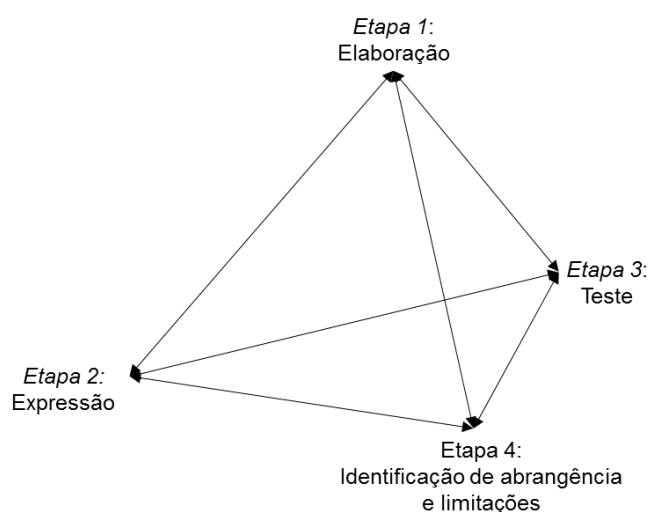 Etapa 1:
Elaboração
Etapa 3:
Teste
Etapa 2:
Expressão
Etapa 4:
Identificação de abrangência
e limitações